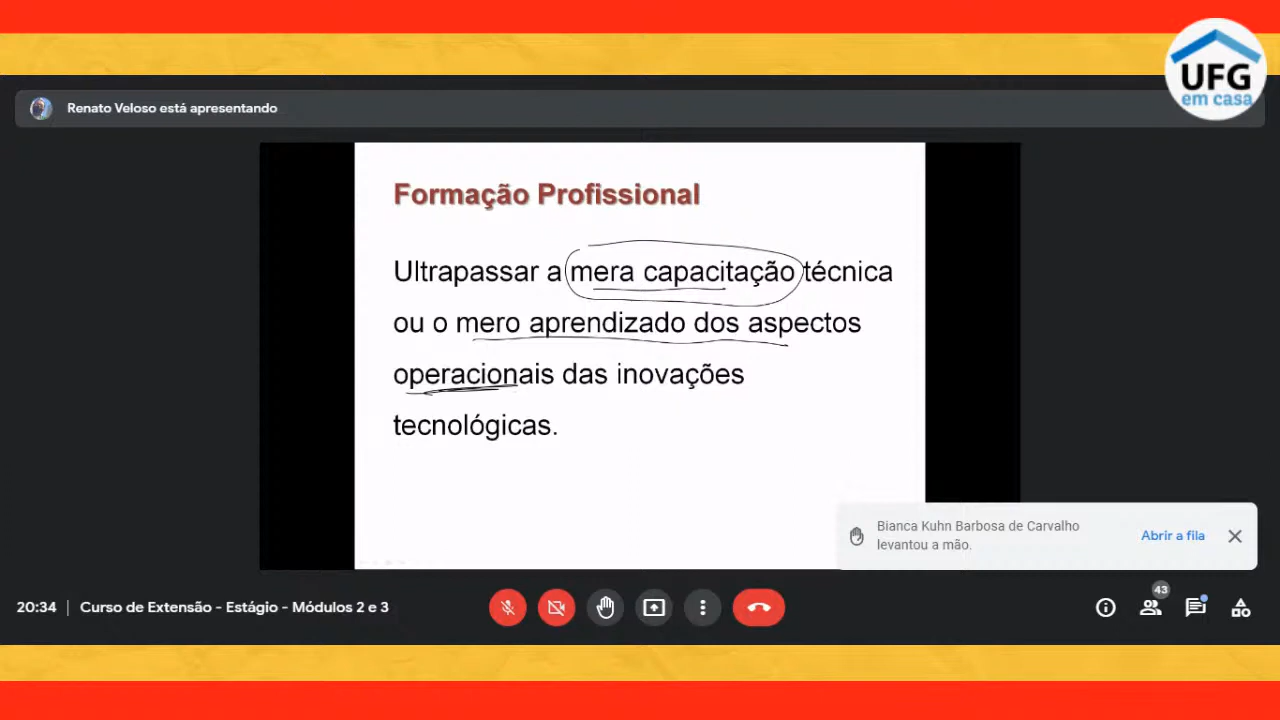 UFG
em casa
Renato Veloso está apresentando
Formação Profissional
Ultrapassar a mera capacitação técnica
ou o mero aprendizado dos aspectos
operacionais das inovações
tecnológicas.
Bianca Kuhn Barbosa de Carvalho
levantou a mão.
Abrir a fila
43
20:34 | Curso de Extensão - Estágio - Módulos 2 e 3